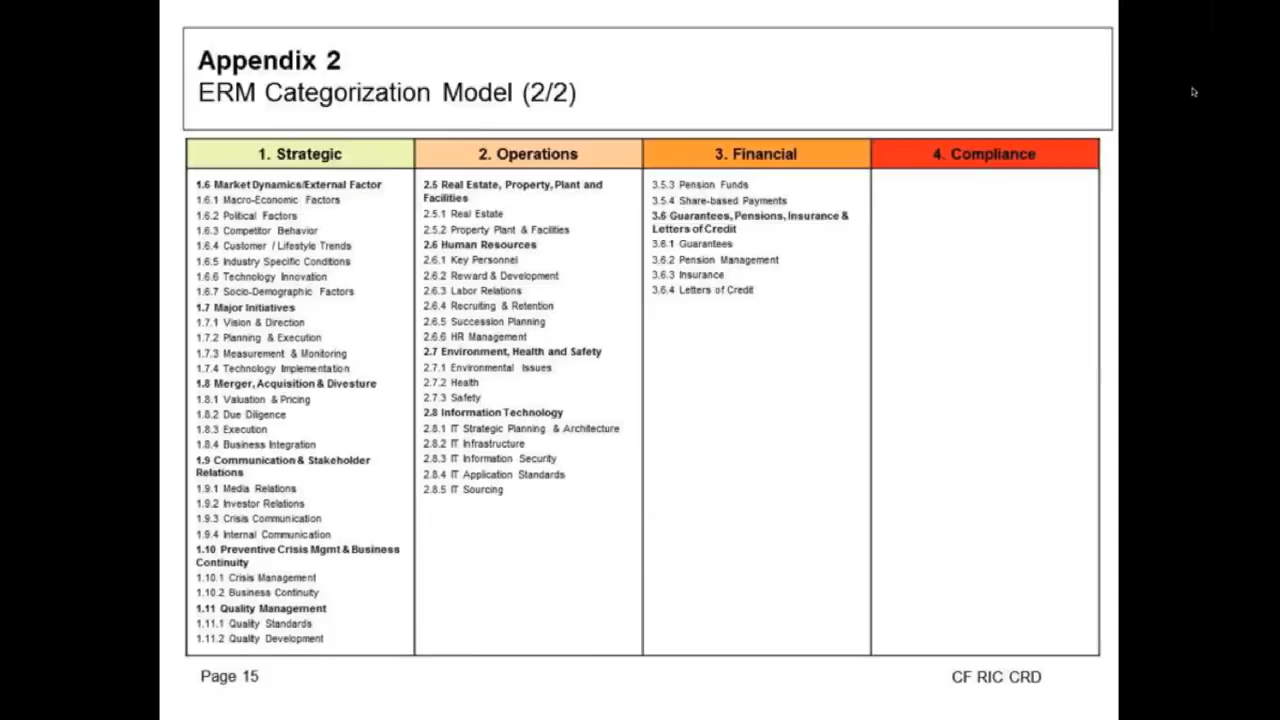 Appendix 2
ERM Categorization Model (2/2)
1. Strategic
1.6 Market Dynamics/External Factor
1.6.1 Macro-Economic Factors
1.6.2 Political Factors
1.6.3 Competitor Behavior
1.6.4 Customer / Lifestyle Trends
1.6.5 Industry Specific Conditions
1.6.6 Technology Innovation
1.6.7 Socio-Demographic Factors
1.7 Major Initiatives
1.7.1 Vision & Direction
1.7.2 Planning & Execution
1.7.3 Measurement & Monitoring
1.7.4 Technology Implementation
1.8 Merger, Acquisition & Divesture
1.8.1 Valuation & Pricing
1.8.2 Due Diligence
1.8.3 Execution
1.8.4 Business Integration
1.9 Communication & Stakeholder
Relations
1.9.1 Media Relations
1.9.2 Investor Relations
1.9.3 Crisis Communication
1.9.4 Internal Communication
1.10 Preventive Crisis Mgmt & Business
Continuity
1.10.1 Crisis Management
1.10.2 Business Continuity
1.11 Quality Management
1.11.1 Quality Standards
1.11.2 Quality Development
2. Operations
2.5 Real Estate, Property, Plant and
Facilities
2.5.1 Real Estate
2.5.2 Property Plant & Facilities
2.6 Human Resources
2.6.1 Key Personnel
2.6.2 Reward & Development
2.6.3 Labor Relations
2.6.4 Recruiting & Retention
2.6.5 Succession Planning
2.6.6 HR Management
2.7 Environment, Health and Safety
2.7.1 Environmental Issues
2.7.2 Health
2.7.3 Safety
2.8 Information Technology
2.8.1 IT Strategic Planning & Architecture
2.8.2 IT Infrastructure
2.8.3 IT Information Security
2.8.4 IT Application Standards
2.8.5 IT Sourcing
3. Financial
3.5.3 Pension Funds
3.5.4 Share-based Payments
3.6 Guarantees, Pensions, Insurance &
Letters of Credit
3.6.1 Guarantees
3.6.2 Pension Management
3.6.3 Insurance
3.6.4 Letters of Credit
4. Compliance
Page 15
CF RIC CRD